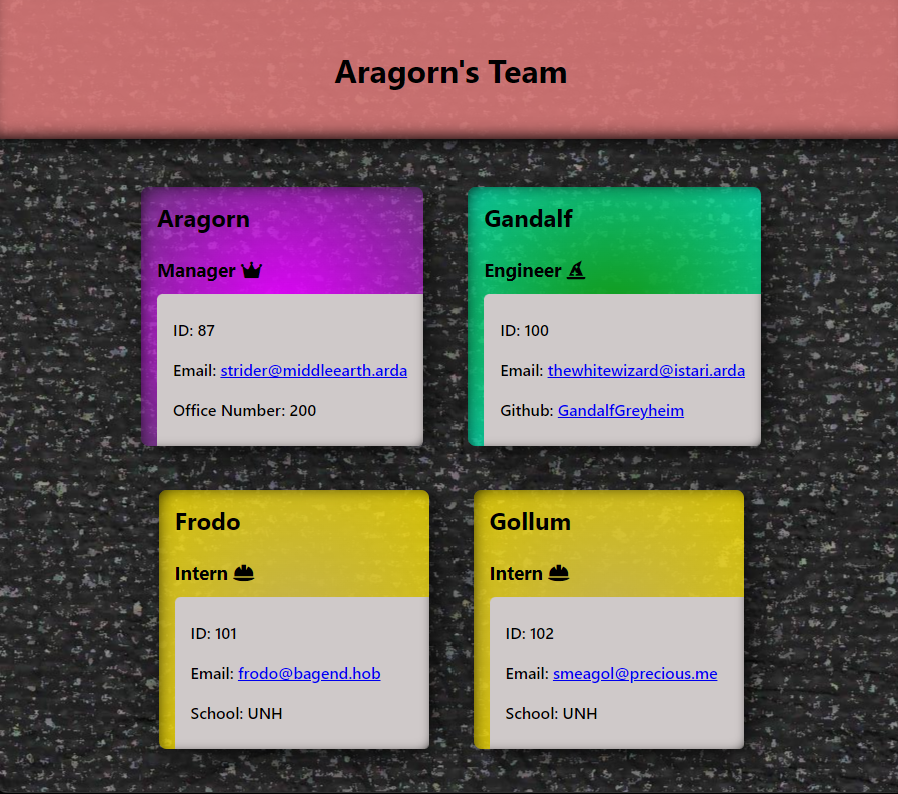 Aragorn's Team
Aragorn
Manager
ID: 87
Email: strider@middleearth.arda
Office Number: 200
Gandalf
Engineer
ID: 100
Email: thewhitewizard@istari.arda
Github: GandalfGreyheim
Frodo
Intern
ID: 101
Email: frodo@bagend.hob
School: UNH
Gollum
Intern
ID: 102
Email: smeagol@precious.me
School: UNH